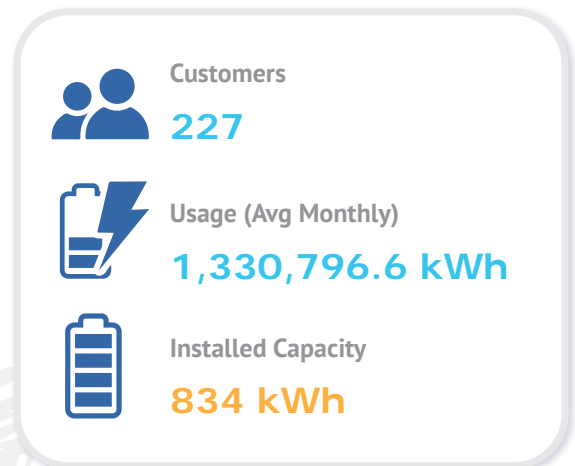 Customers
227
Usage (Avg Monthly)
1,330,796.6 kWh
Installed Capacity
834 kWh